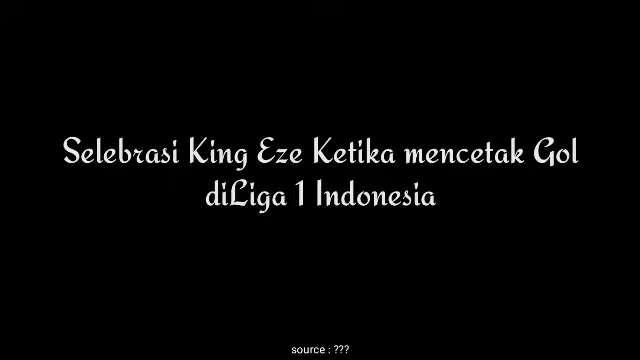 Selebrasi King Eze Ketika mencetak Gol
diLiga 1 Indonesia
source : ???